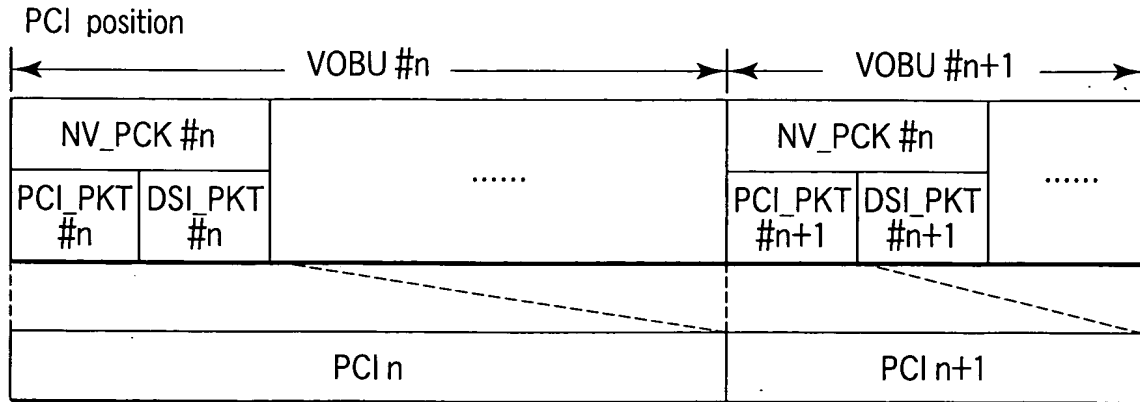 PCI position
VOBU #n
VOBU #n+1
NV_PCK #n
NV_PCK #n
PCI_PKT
#n
DSI_PKT
#n
......
PCI_PKT
#n+1
DSI_PKT
#n+1
......
PCI n
PCI n+1